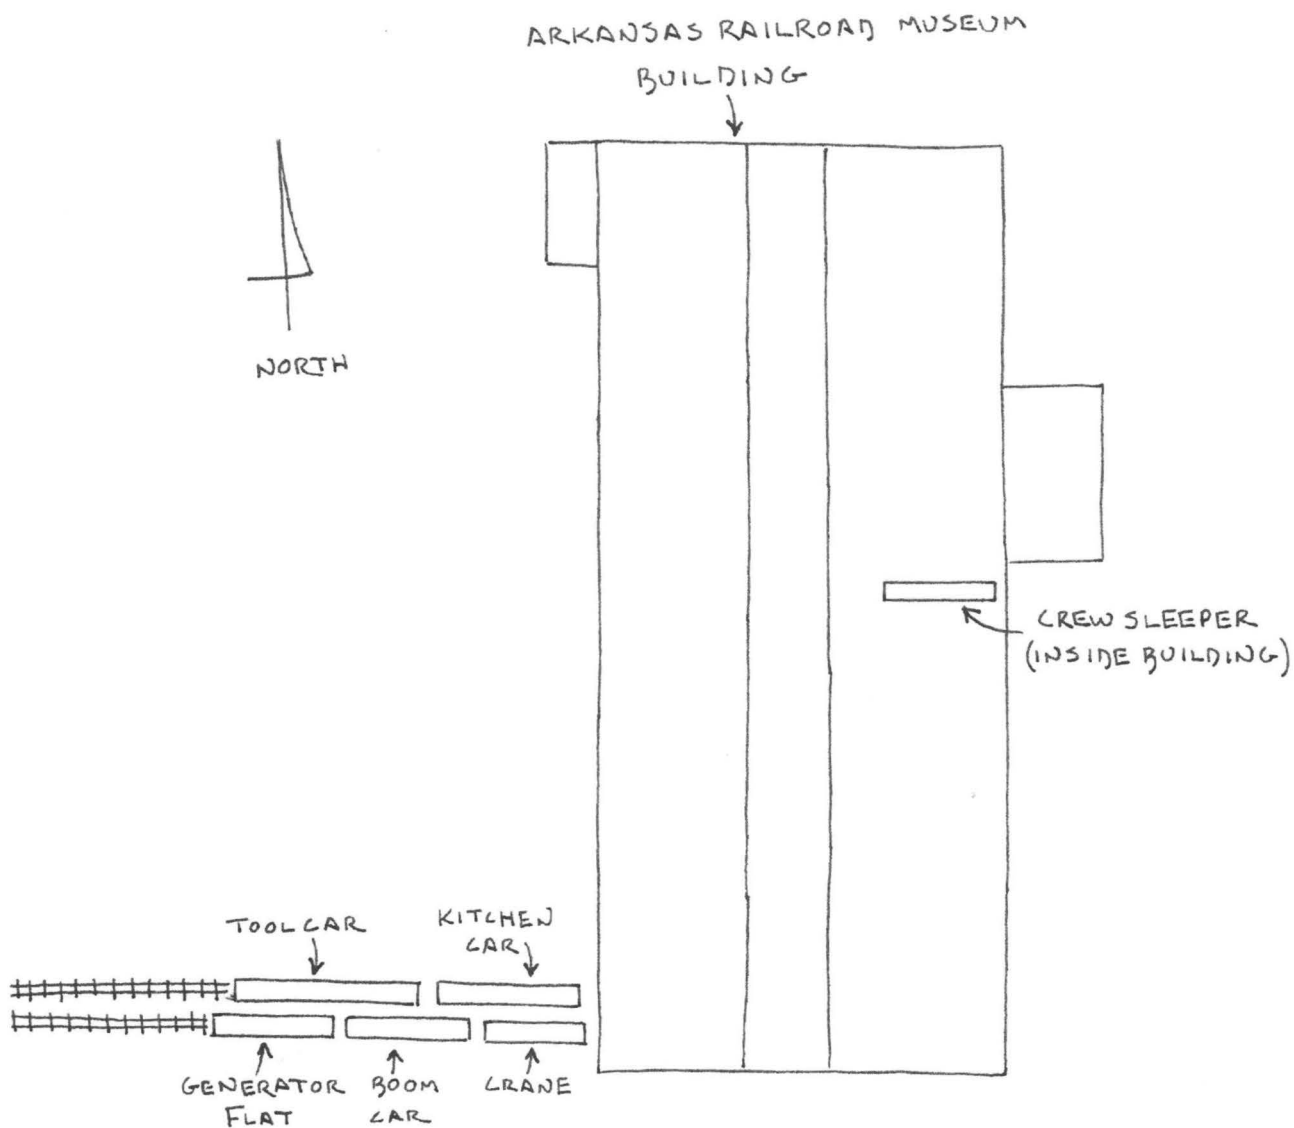 ARKANSAS RAILROAD MUSEUM
BUILDING
NORTH
CREW SLEEPER
(INSIDE BUILDING)
TOOL CAR
KITCHEN
CAR
GENERATOR
FLAT
BOOM
CAR
CRANE